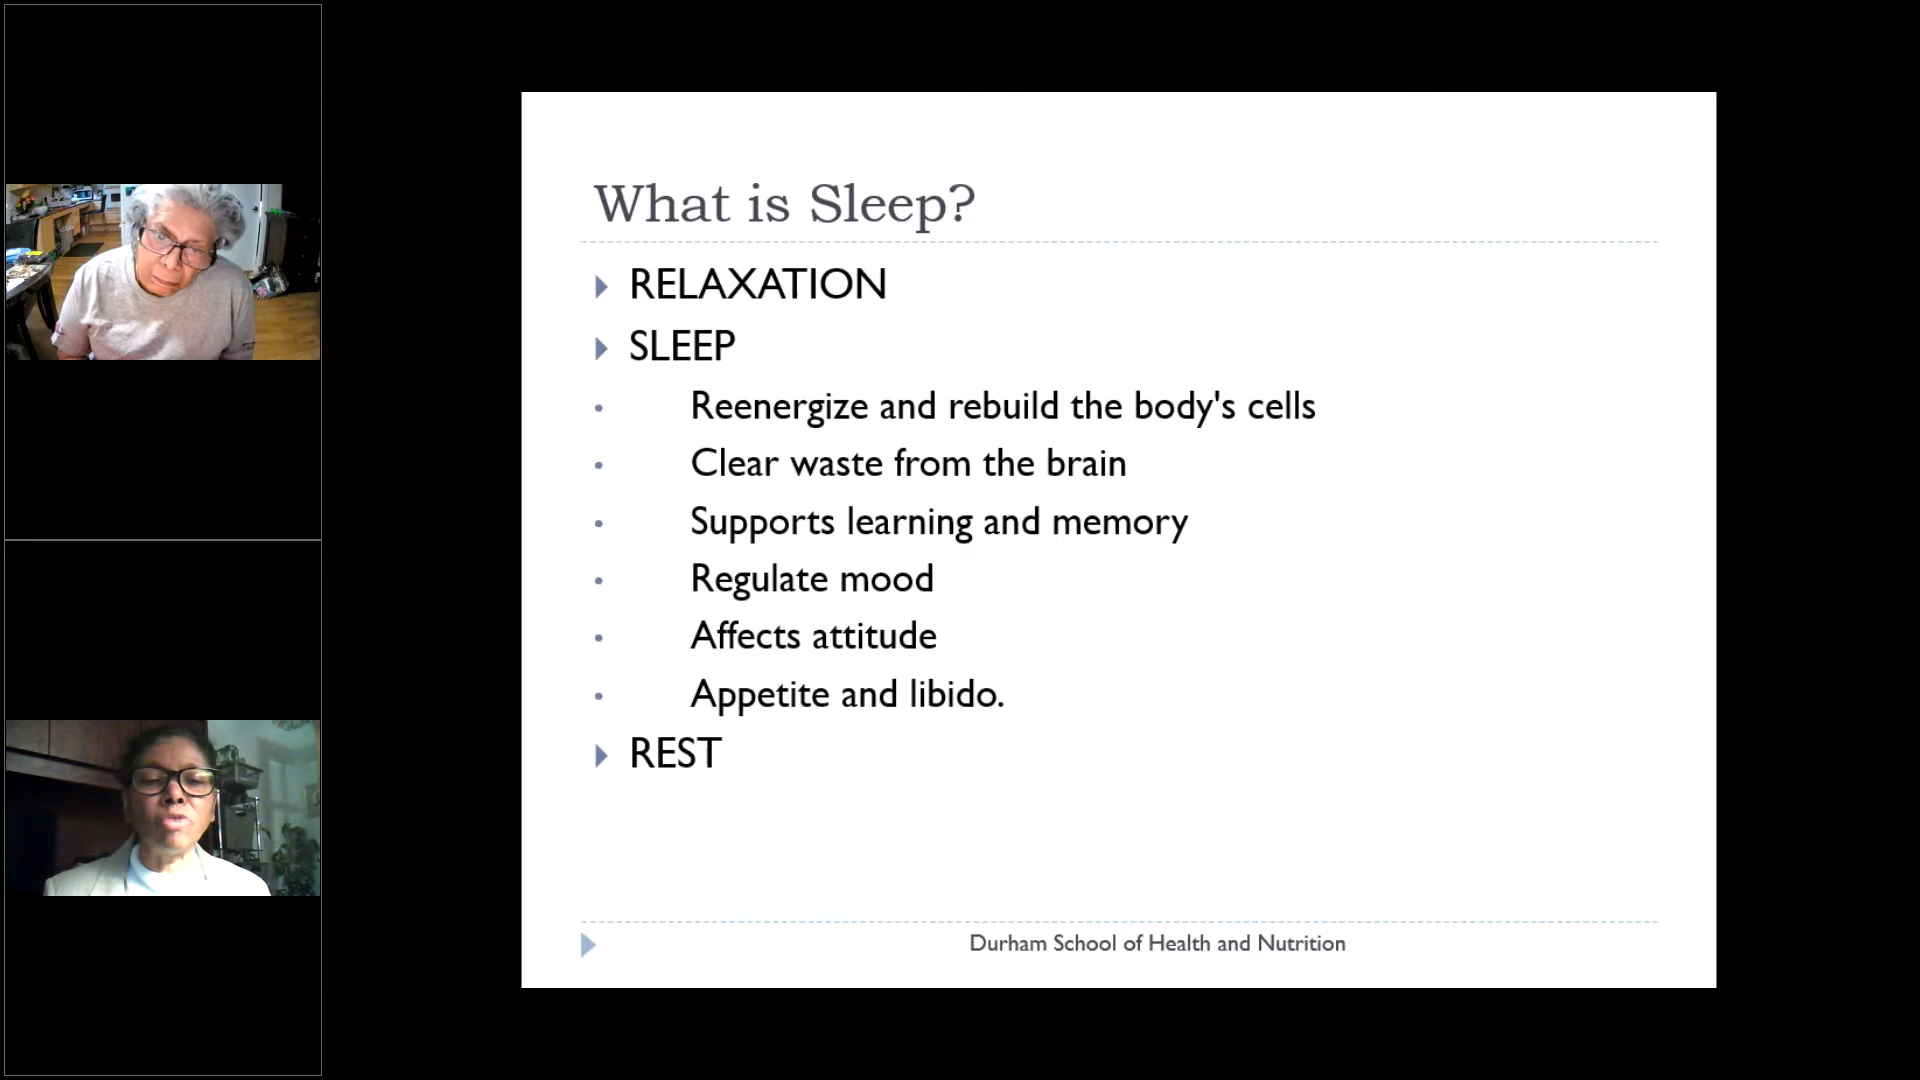 What is Sleep?
RELAXATION
SLEEP
Reenergize and rebuild the body's cells
Clear waste from the brain
Supports learning and memory
Regulate mood
Affects attitude
Appetite and libido.
REST
Durham School of Health and Nutrition